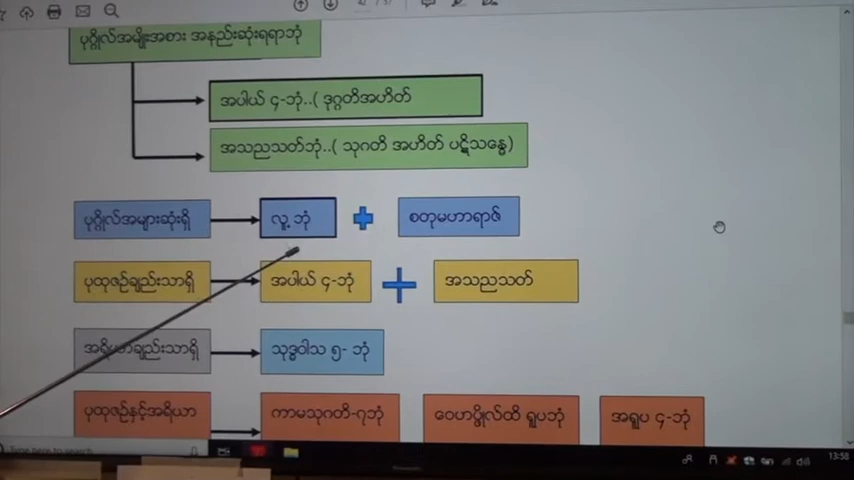 ပုဂ္ဂိုလ်အမျိုးအစား အနည်းဆုံးရရာဘုံ
အပါယ် ၄-ဘုံ..( ဒုဂ္ဂတိအဟိတ်
အသညသတ်ဘုံ..( သုဂတိ အဟိတ် ပဋိသန္ဓေ)
ပုဂ္ဂိုလ်အများဆုံးရှိ
လူ့ ဘုံ
စတုမဟာရာဇ်
ပုထုဇဉ်ချည်းသာရှိ
အပါယ် ၄-ဘုံ
အသညသတ်
အရိယာချည်းသာရှိ
သုဒ္ဓဝါသ ၅- ဘုံ
ပုထုဇဉ်နှင့်အရိယာ
ကာမသုဂတိ-၇ဘုံ
ဝေဟပ္ဖိုလ်ထိ ရူပဘုံ
အရူပ ၄-ဘုံ
Type here to search
13:58